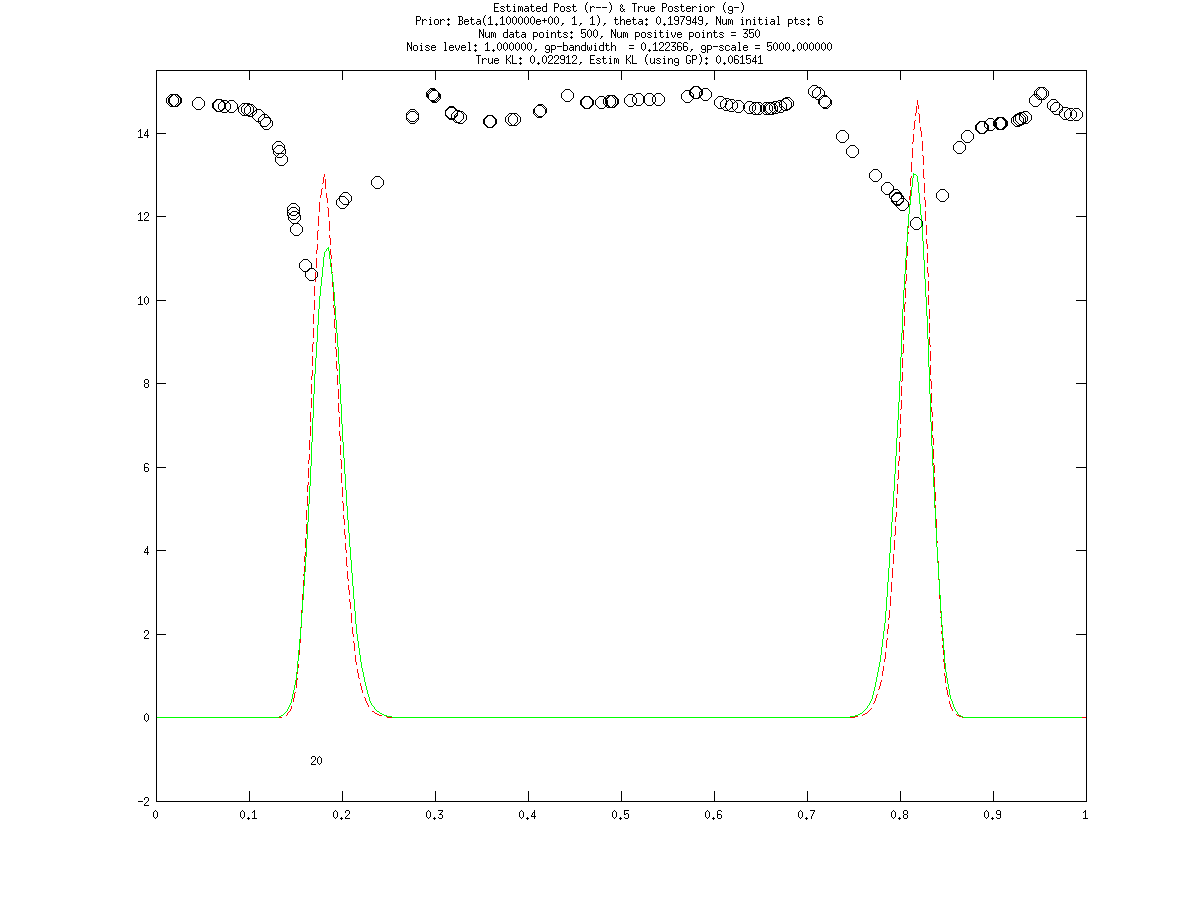 Estimated Post (r--) & True Posterior (g-)
Prior: Beta(1.100000e+00, 1, 1), theta: 0.197949, Num initial pts: 6
Num data points: 500, Num positive points = 350
Noise level: 1.000000, gp-bandwidth = 0.122366, gp-scale = 5000.000000
True KL: 0.022912, Estim KL (using GP): 0.061541
14
12
10
8
6
4
2
0
20
-2
0 0.1 0.2 0.3 0.4 0.5 0.6 0.7 0.8 0.9 1